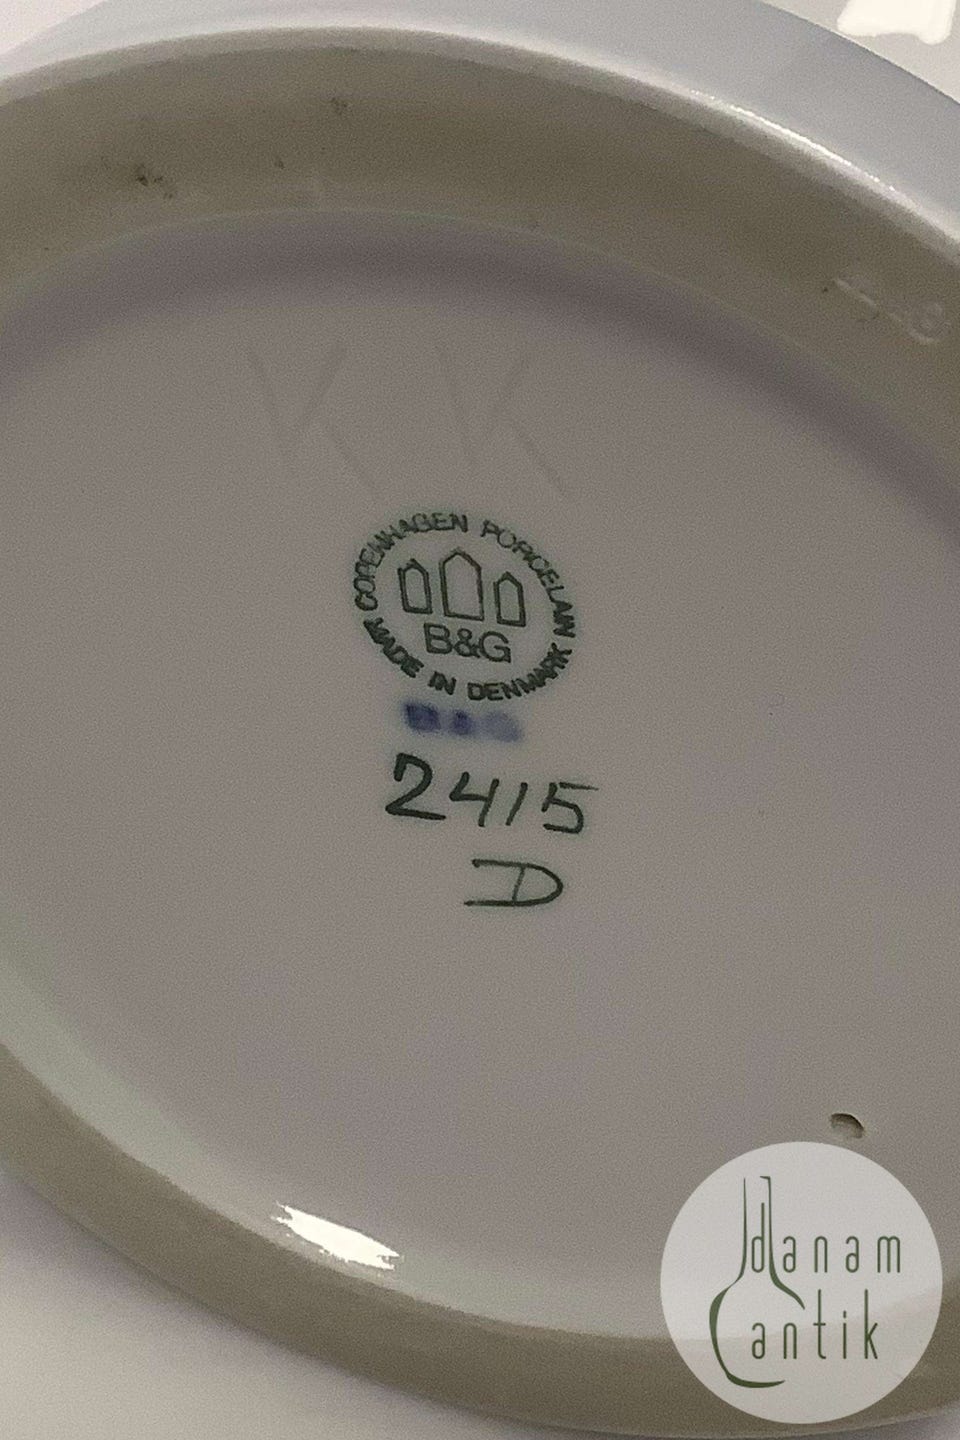 K K
COPENHAGEN PORCELAIN
B&G
MADE IN DENMARK
B&G
2415
D
danam
antik